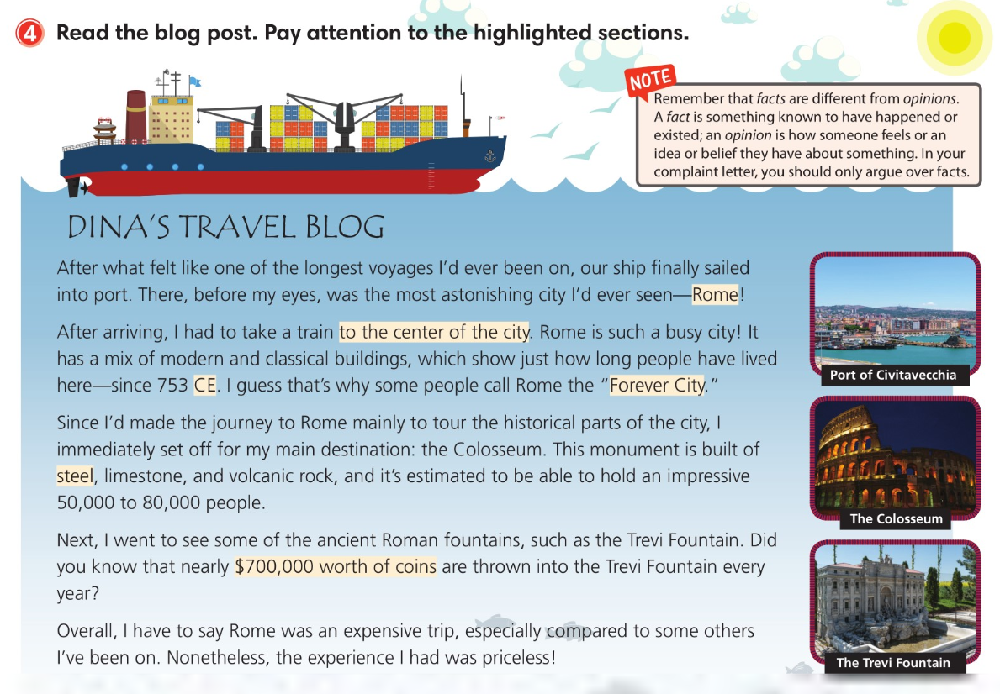 4 Read the blog post. Pay attention to the highlighted sections.
NOTE
Remember that facts are different from opinions.
A fact is something known to have happened or
existed; an opinion is how someone feels or an
idea or belief they have about something. In your
complaint letter, you should only argue over facts.
DINA'S TRAVEL BLOG
After what felt like one of the longest voyages I'd ever been on, our ship finally sailed
into port. There, before my eyes, was the most astonishing city I'd ever seen—Rome!
After arriving, I had to take a train to the center of the city. Rome is such a busy city! It
has a mix of modern and classical buildings, which show just how long people have lived
here—since 753 CE. I guess that's why some people call Rome the “Forever City.”
Since I'd made the journey to Rome mainly to tour the historical parts of the city, I
immediately set off for my main destination: the Colosseum. This monument is built of
steel, limestone, and volcanic rock, and it's estimated to be able to hold an impressive
50,000 to 80,000 people.
Next, I went to see some of the ancient Roman fountains, such as the Trevi Fountain. Did
you know that nearly $700,000 worth of coins are thrown into the Trevi Fountain every
year?
Overall, I have to say Rome was an expensive trip, especially compared to some others
I've been on. Nonetheless, the experience I had was priceless!
Port of Civitavecchia
The Colosseum
The Trevi Fountain